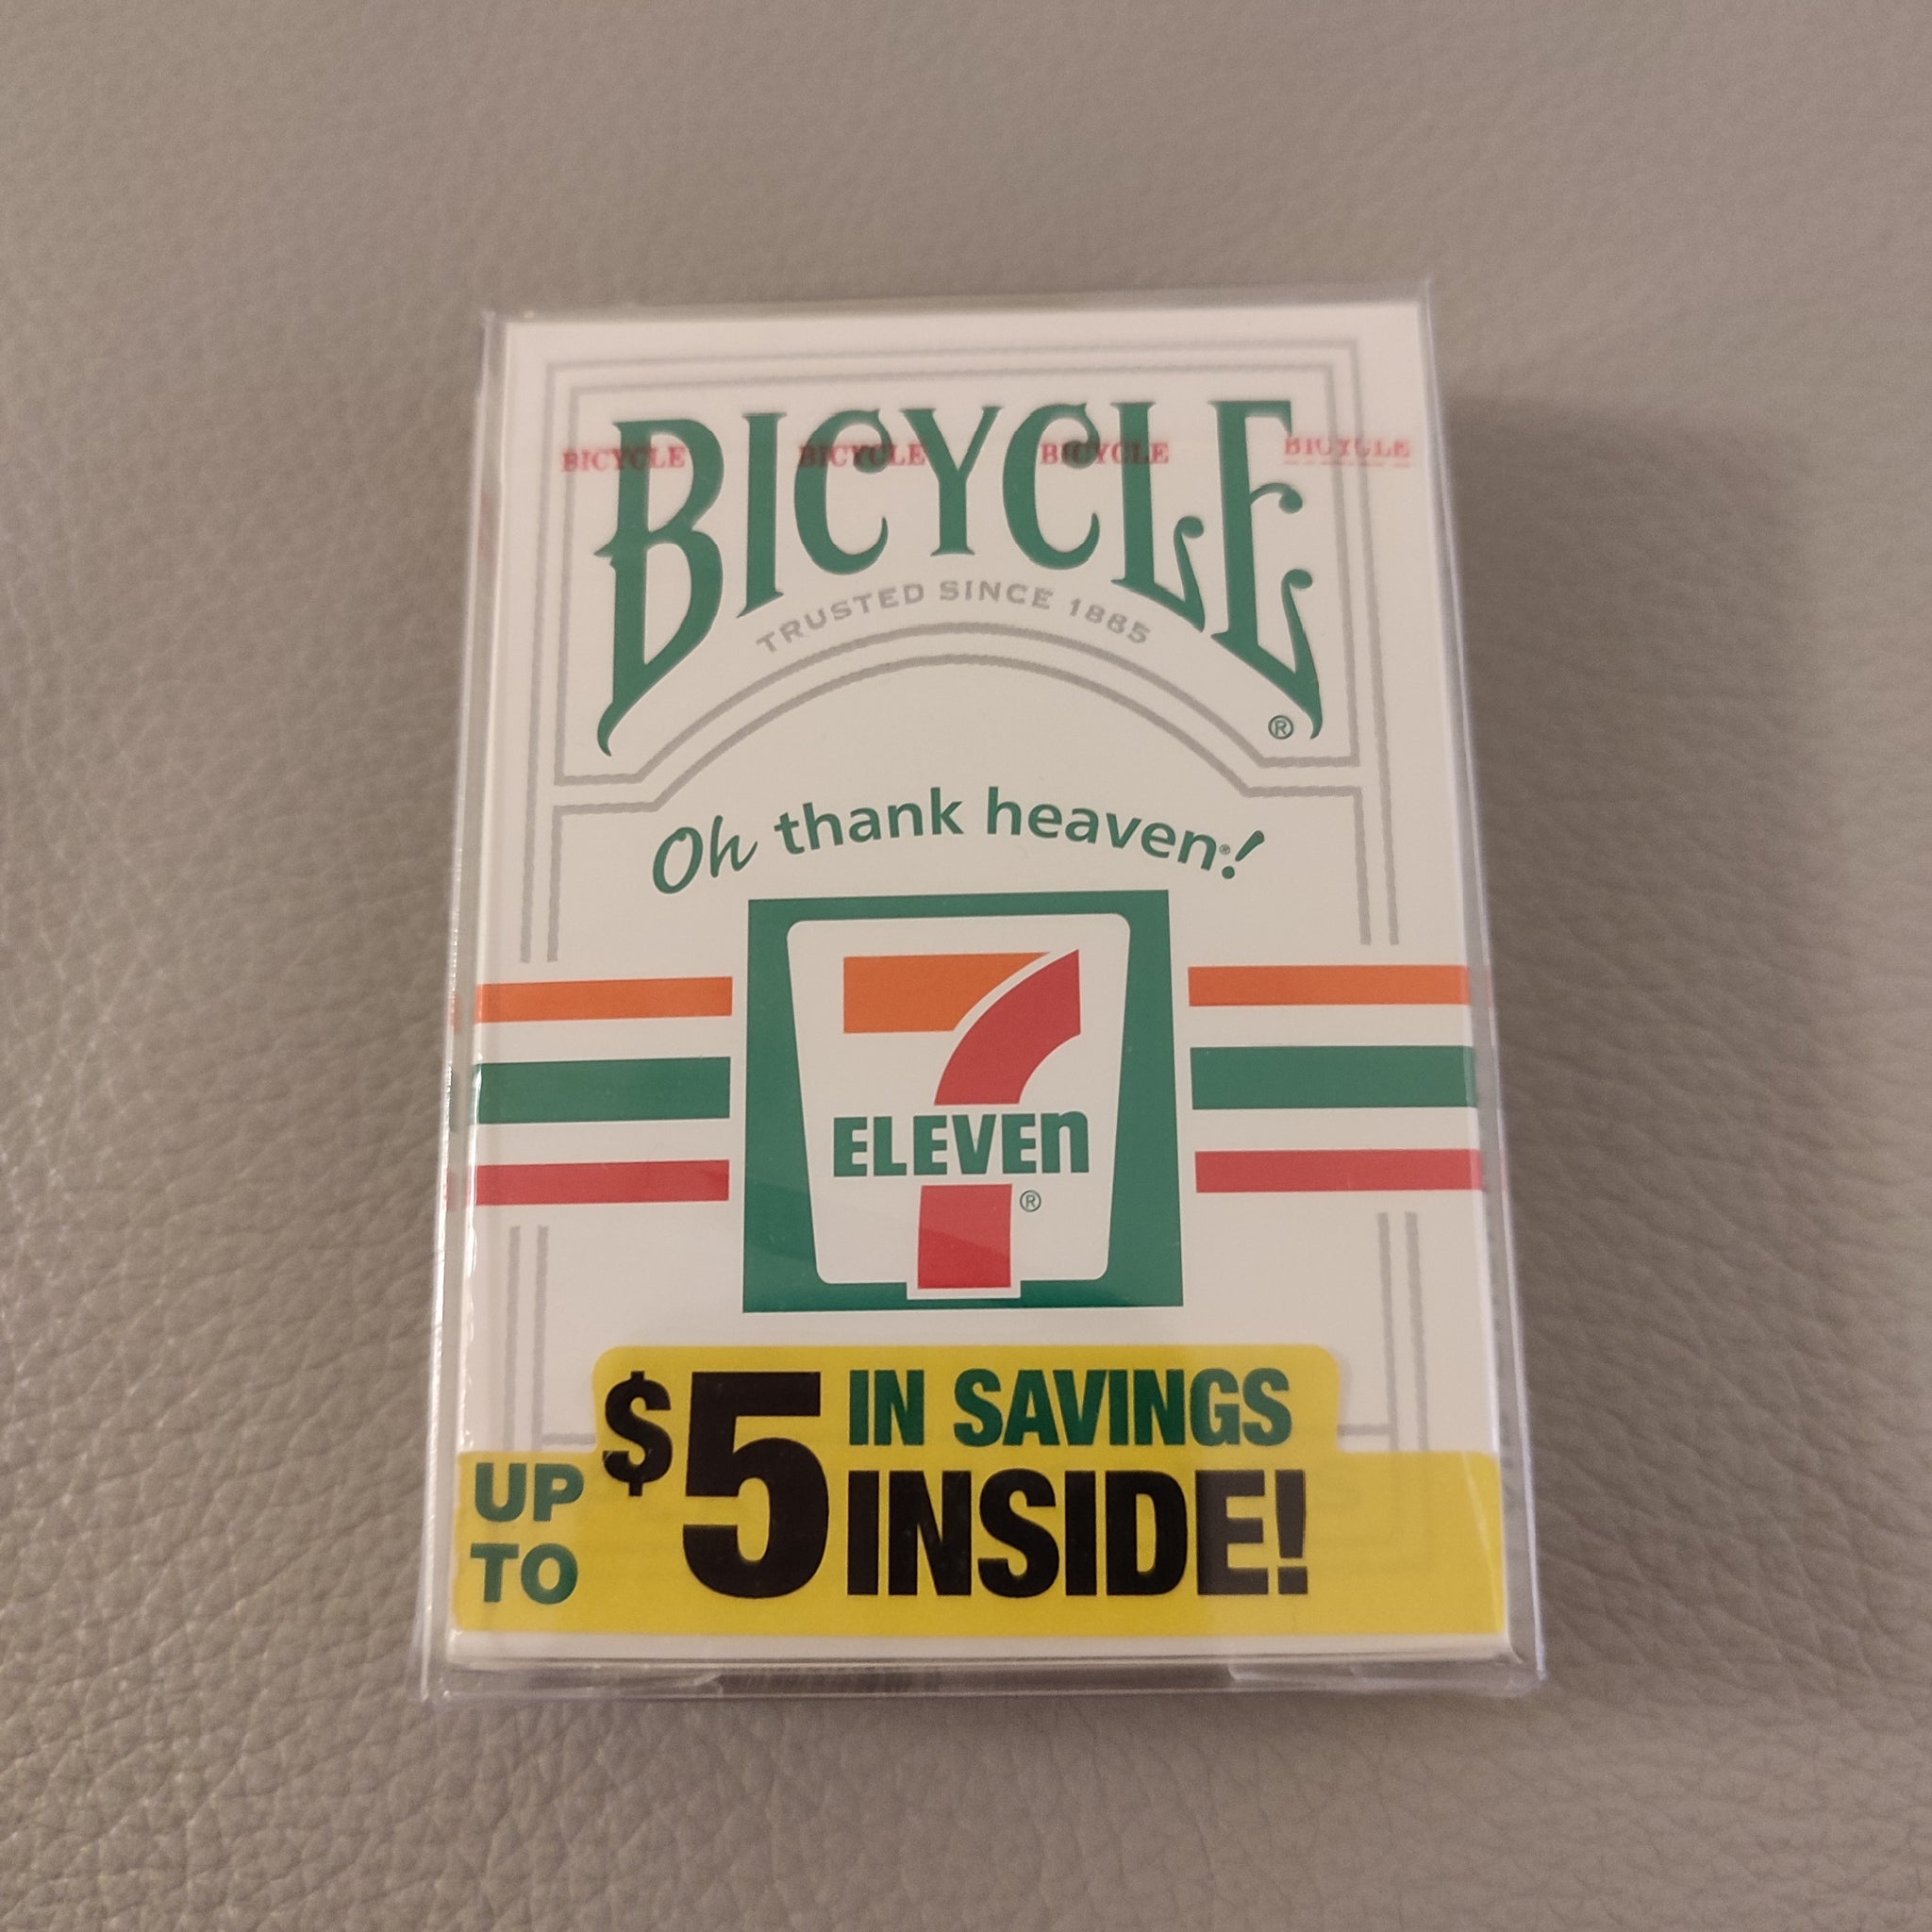 BICYCLE
BICYCLE BICYCLE BICYCLE BICYCLE
TRUSTED SINCE 1885
®
Oh thank heaven®!
7
ELEVEn
®
UP TO
$5 IN SAVINGS
INSIDE!